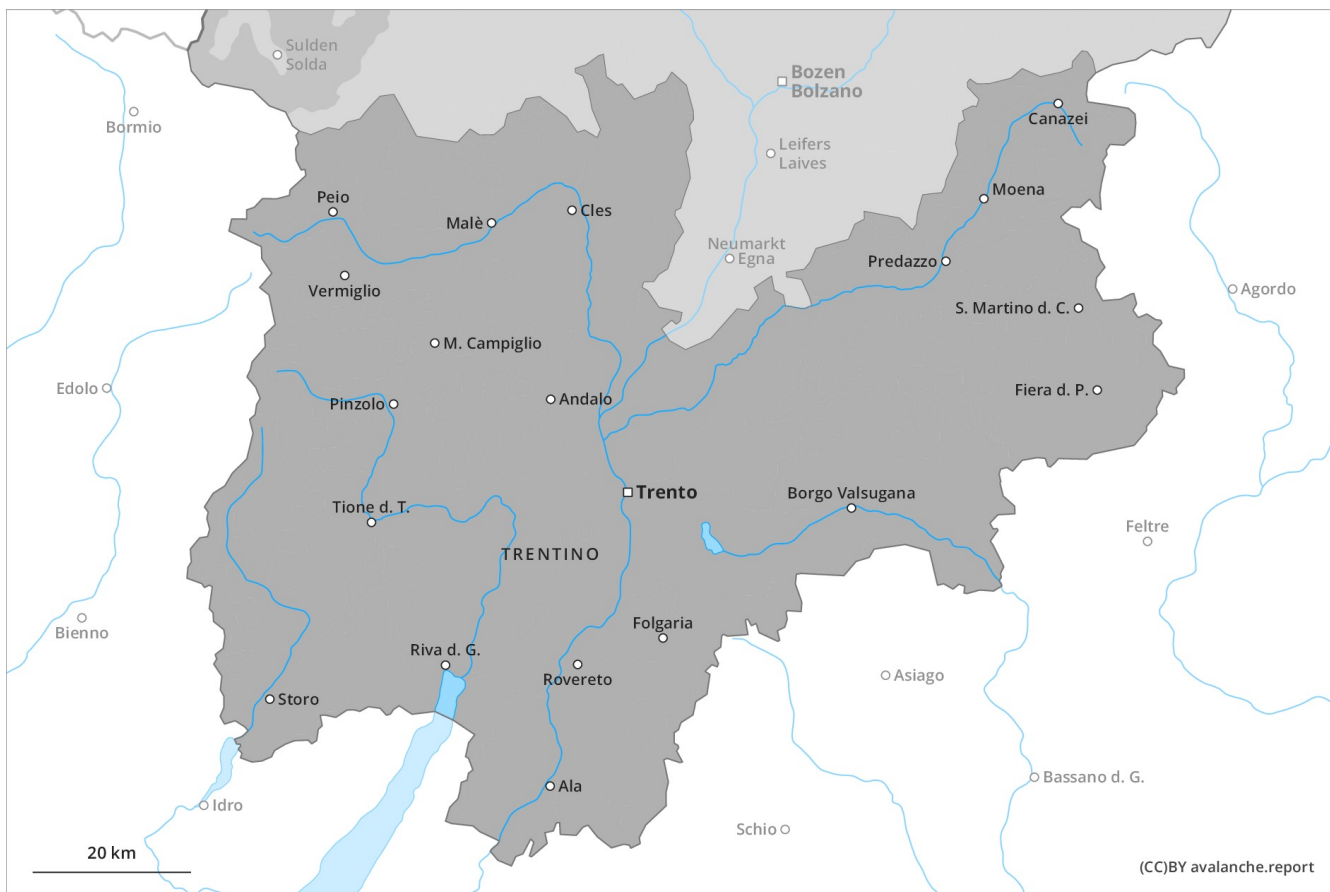 Sulden
Solda
Bozen
Bolzano
Bormio
Canazei
Leifers
Laives
Moena
Peio
Malè
Cles
Neumarkt
Egna
Predazzo
Vermiglio
Agordo
S. Martino d. C.
M. Campiglio
Edolo
Andalo
Fiera d. P.
Pinzolo
Trento
Borgo Valsugana
Tione d. T.
Feltre
TRENTINO
Bienno
Folgaria
Riva d. G.
Rovereto
Asiago
Storo
Bassano d. G.
Ala
Idro
Schio
20 km
(CC)BY avalanche.report